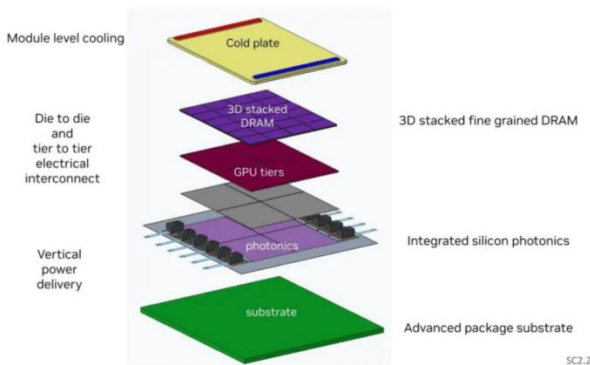 Module level cooling
Cold plate
3D stacked
DRAM
Die to die
and
tier to tier
electrical
interconnect
3D stacked fine grained DRAM
GPU tiers
Integrated silicon photonics
photonics
Vertical
power
delivery
substrate
Advanced package substrate
SC2.2